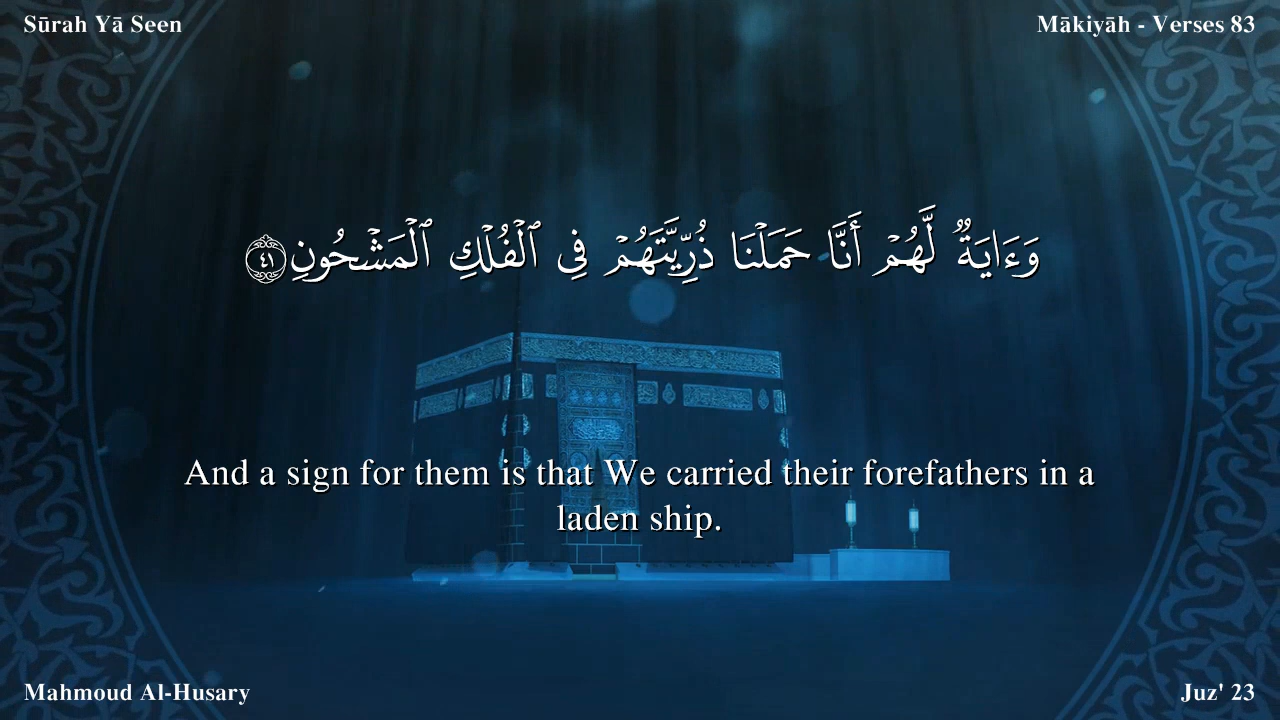 Sūrah Yā Seen
Mākiyāh - Verses 83
وَءَايَةٌ لَّهُمْ أَنَّا حَمَلْنَا ذُرِّيَّتَهُمْ فِى ٱلْفُلْكِ ٱلْمَشْحُونِ ٤١
And a sign for them is that We carried their forefathers in a
laden ship.
Mahmoud Al-Husary
Juz' 23